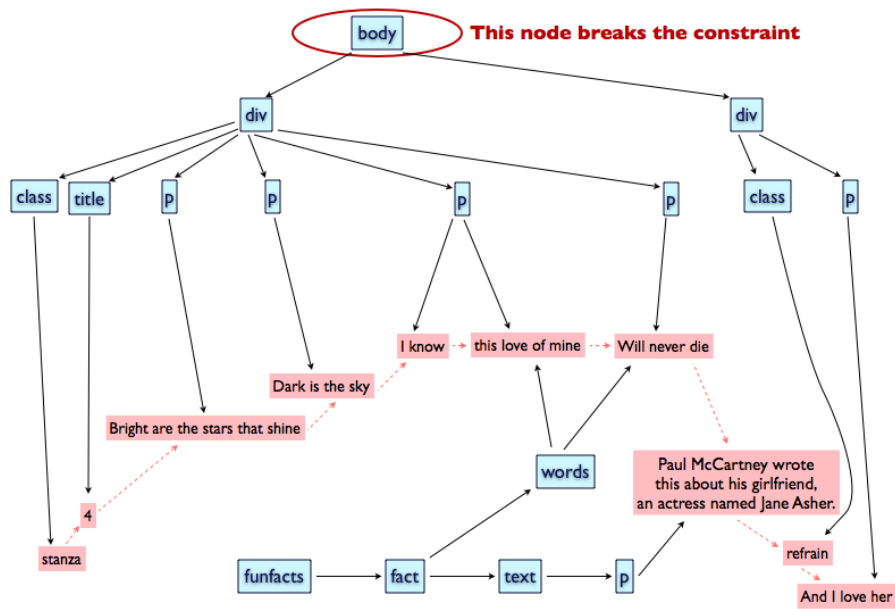 body
This node breaks the constraint
div
div
class
title
p
p
p
p
class
p
I know
this love of mine
Will never die
Dark is the sky
Bright are the stars that shine
words
Paul McCartney wrote
this about his girlfriend,
an actress named Jane Asher.
4
stanza
refrain
funfacts
fact
text
p
And I love her